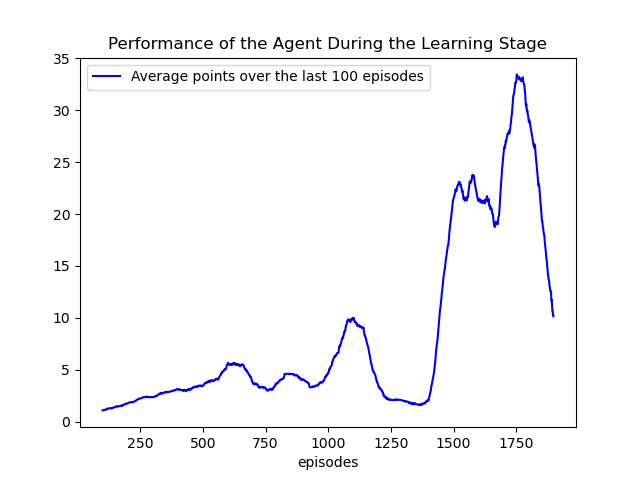 Performance of the Agent During the Learning Stage
Average points over the last 100 episodes
35
30
25
20
15
10
5
0
250 500 750 1000 1250 1500 1750
episodes